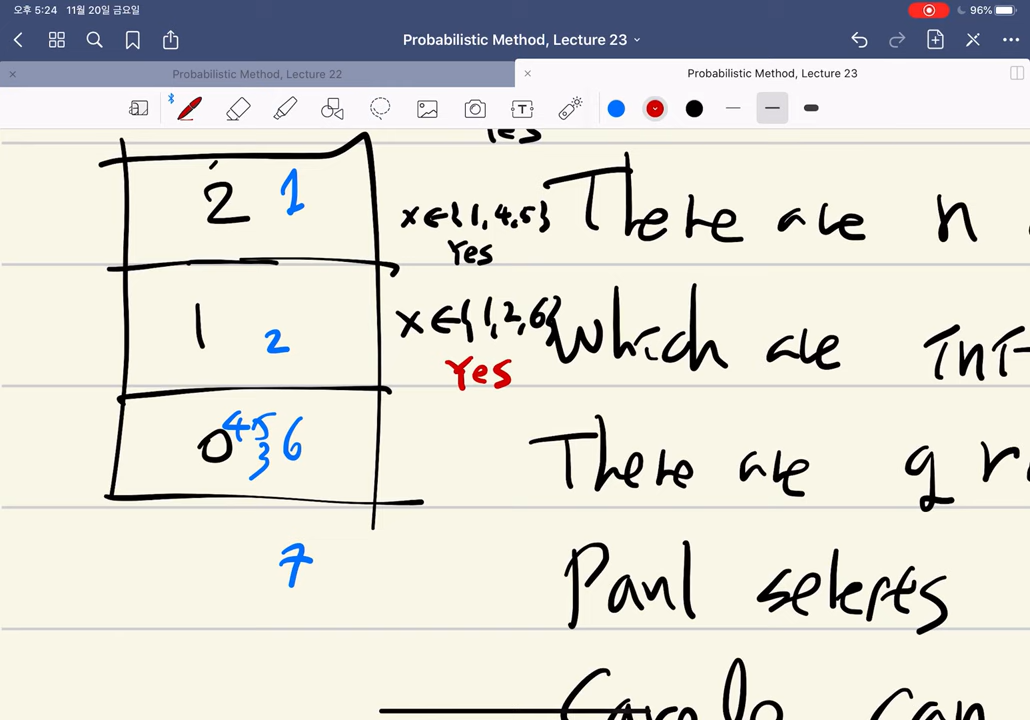 오후 5:24 11월 20일 금요일
96%
Probabilistic Method, Lecture 23
Probabilistic Method, Lecture 22
Probabilistic Method, Lecture 23
Yes
2 1
x∈{1,4,5}
Yes
There are n
1 2
x∈{1,2,6}
Yes
which are
0 4 5 3 6
There are q
7
Paul selects
Carole can